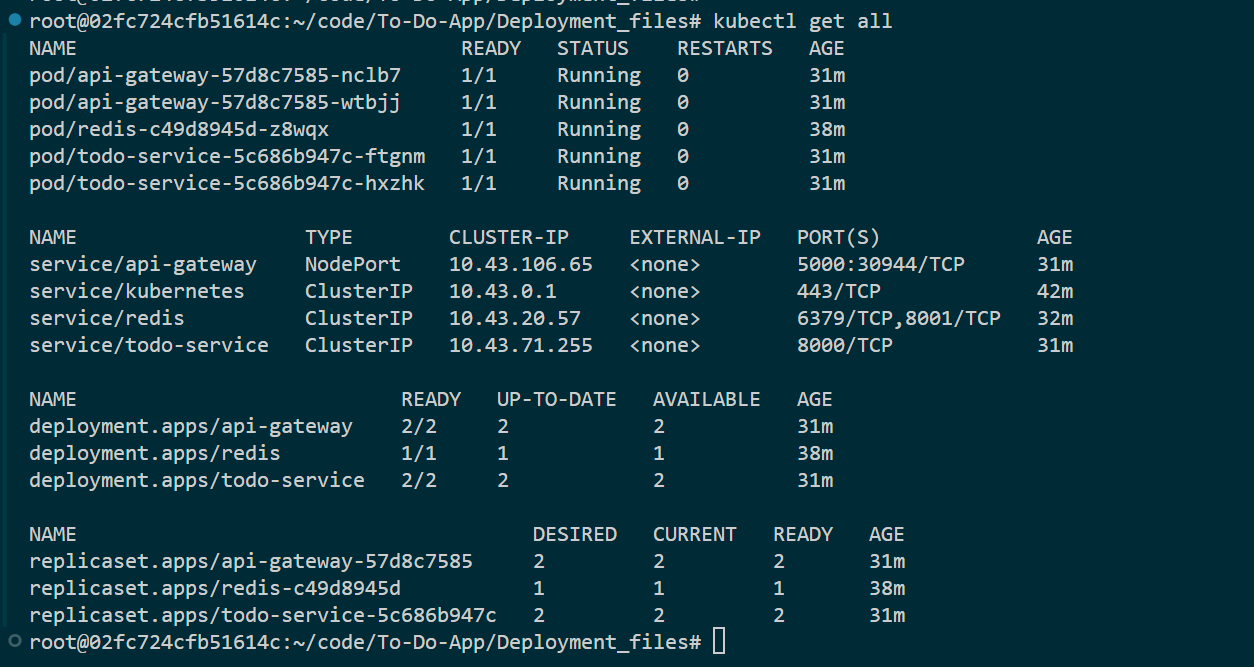 root@02fc724cfb51614c:~/code/To-Do-App/Deployment_files# kubectl get all
NAME READY STATUS RESTARTS AGE
pod/api-gateway-57d8c7585-nclb7 1/1 Running 0 31m
pod/api-gateway-57d8c7585-wtbjj 1/1 Running 0 31m
pod/redis-c49d8945d-z8wqx 1/1 Running 0 38m
pod/todo-service-5c686b947c-ftgnm 1/1 Running 0 31m
pod/todo-service-5c686b947c-hxzhk 1/1 Running 0 31m
NAME TYPE CLUSTER-IP EXTERNAL-IP PORT(S) AGE
service/api-gateway NodePort 10.43.106.65 <none> 5000:30944/TCP 31m
service/kubernetes ClusterIP 10.43.0.1 <none> 443/TCP 42m
service/redis ClusterIP 10.43.20.57 <none> 6379/TCP,8001/TCP 32m
service/todo-service ClusterIP 10.43.71.255 <none> 8000/TCP 31m
NAME READY UP-TO-DATE AVAILABLE AGE
deployment.apps/api-gateway 2/2 2 2 31m
deployment.apps/redis 1/1 1 1 38m
deployment.apps/todo-service 2/2 2 2 31m
NAME DESIRED CURRENT READY AGE
replicaset.apps/api-gateway-57d8c7585 2 2 2 31m
replicaset.apps/redis-c49d8945d 1 1 1 38m
replicaset.apps/todo-service-5c686b947c 2 2 2 31m
root@02fc724cfb51614c:~/code/To-Do-App/Deployment_files#